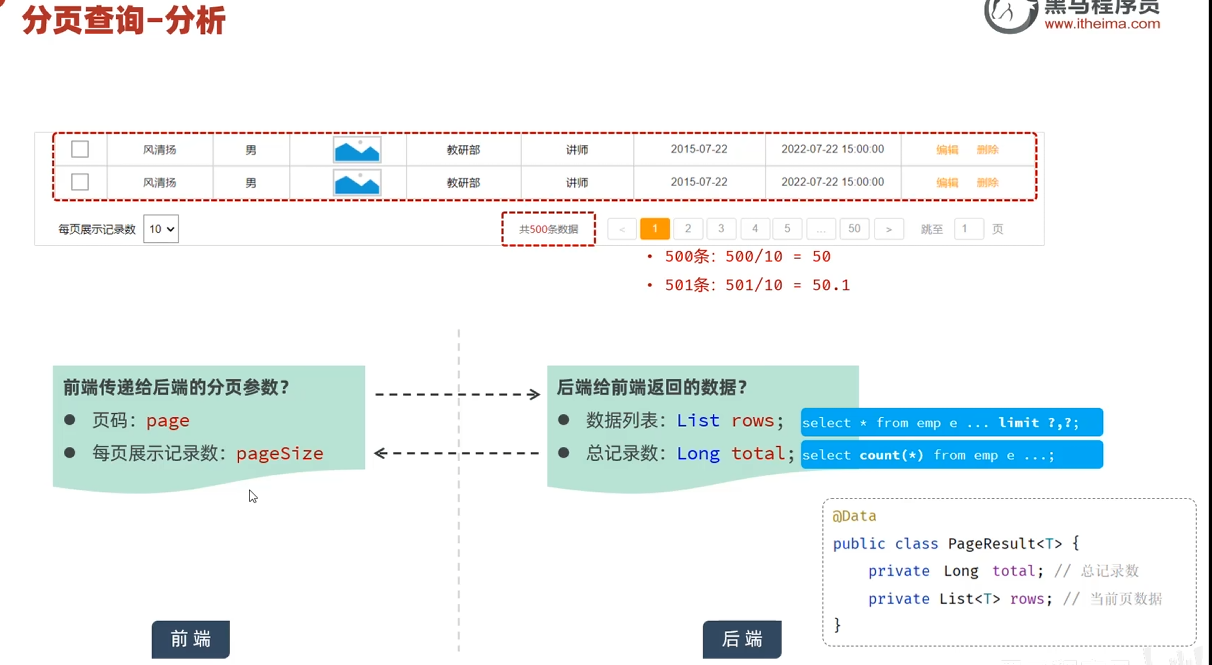 分页查询-分析
黑马程序员
www.itheima.com
风清扬 男 教研部 讲师 2015-07-22 2022-07-22 15:00:00 编辑 删除
风清扬 男 教研部 讲师 2015-07-22 2022-07-22 15:00:00 编辑 删除
每页展示记录数 10 共500条数据 < 1 2 3 4 5 ... 50 > 跳至 1 页
• 500条：500/10 = 50
• 501条：501/10 = 50.1
前端传递给后端的分页参数？
● 页码：page
● 每页展示记录数：pageSize
后端给前端返回的数据？
● 数据列表：List rows; select * from emp e ... limit ?,?;
● 总记录数：Long total; select count(*) from emp e ...;
@Data
public class PageResult<T> {
private Long total; // 总记录数
private List<T> rows; // 当前页数据
}
前端
后端